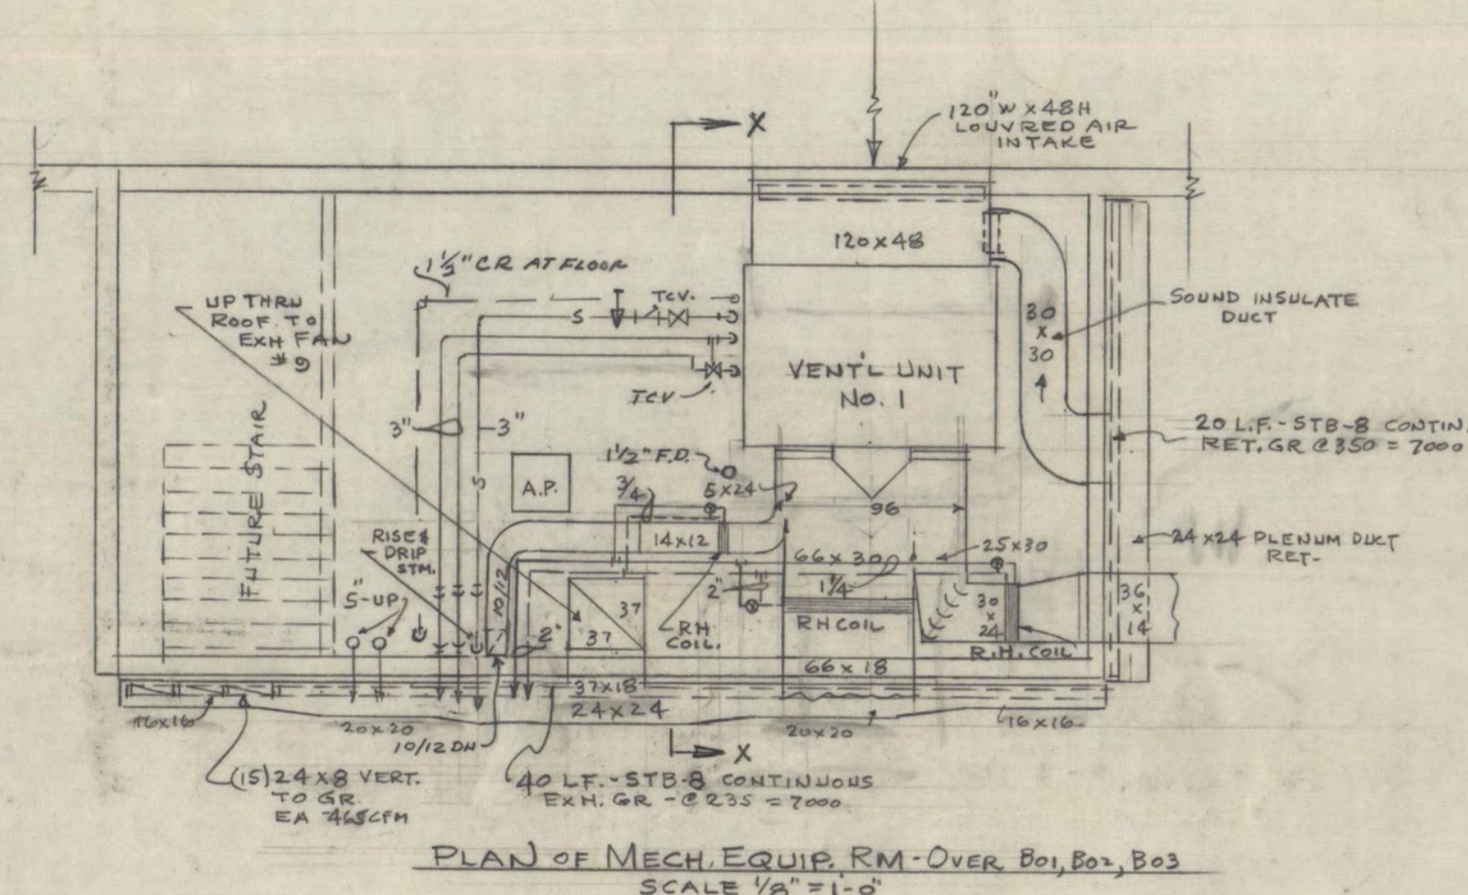 X
120"W X 48H
LOUVRED AIR
INTAKE
120X48
1½" CR AT FLOOR
TCV.
S
UP THRU
ROOF TO
EXH FAN
#9
30
X
30
SOUND INSULATE
DUCT
VENT'L UNIT
NO. 1
TCV
3"
3"
S
20 L.F.-STB-8 CONTIN.
RET. GR @ 350 = 7000
FUTURE STAIR
1½" F.D.
A.P.
3/4
5X24
96
14X12
RISE &
DRIP
STM.
66X30
25X30
24X24 PLENUM DUCT
RET-
5"-UP
10/12
2"
1¼
37
37
2"
RH
COIL.
RH COIL
30
X
24
R.H. COIL
36
X
14
66X18
37X18
24X24
16X16
20X20
10/12 DN
20X20
16X16
X
(15) 24X8 VERT.
TO GR.
EA 465CFM
40 LF.-STB-8 CONTINUOUS
EXH. GR -@ 235 = 7000
PLAN OF MECH. EQUIP. RM-OVER B01, B02, B03
SCALE 1/8" = 1'-0"